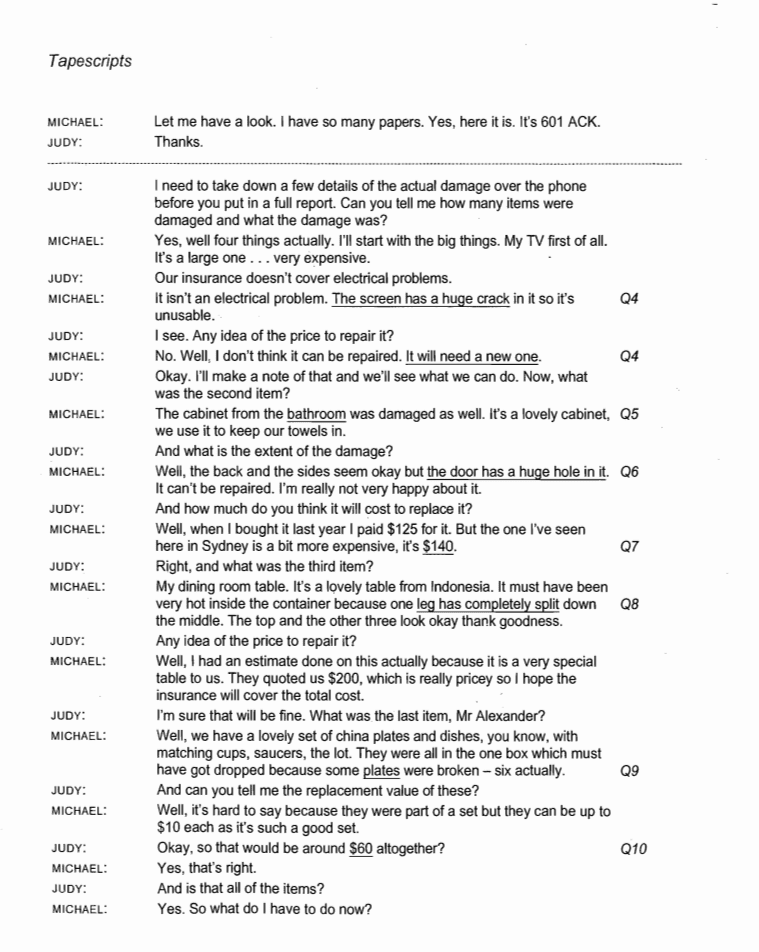 Tapescripts
MICHAEL: Let me have a look. I have so many papers. Yes, here it is. It's 601 ACK.
JUDY: Thanks.
JUDY: I need to take down a few details of the actual damage over the phone
before you put in a full report. Can you tell me how many items were
damaged and what the damage was?
MICHAEL: Yes, well four things actually. I'll start with the big things. My TV first of all.
It's a large one . . . very expensive.
JUDY: Our insurance doesn't cover electrical problems.
MICHAEL: It isn't an electrical problem. The screen has a huge crack in it so it's Q4
unusable.
JUDY: I see. Any idea of the price to repair it?
MICHAEL: No. Well, I don't think it can be repaired. It will need a new one. Q4
JUDY: Okay. I'll make a note of that and we'll see what we can do. Now, what
was the second item?
MICHAEL: The cabinet from the bathroom was damaged as well. It's a lovely cabinet, Q5
we use it to keep our towels in.
JUDY: And what is the extent of the damage?
MICHAEL: Well, the back and the sides seem okay but the door has a huge hole in it. Q6
It can't be repaired. I'm really not very happy about it.
JUDY: And how much do you think it will cost to replace it?
MICHAEL: Well, when I bought it last year I paid $125 for it. But the one I've seen
here in Sydney is a bit more expensive, it's $140. Q7
JUDY: Right, and what was the third item?
MICHAEL: My dining room table. It's a lovely table from Indonesia. It must have been
very hot inside the container because one leg has completely split down Q8
the middle. The top and the other three look okay thank goodness.
JUDY: Any idea of the price to repair it?
MICHAEL: Well, I had an estimate done on this actually because it is a very special
table to us. They quoted us $200, which is really pricey so I hope the
insurance will cover the total cost.
JUDY: I'm sure that will be fine. What was the last item, Mr Alexander?
MICHAEL: Well, we have a lovely set of china plates and dishes, you know, with
matching cups, saucers, the lot. They were all in the one box which must
have got dropped because some plates were broken – six actually. Q9
JUDY: And can you tell me the replacement value of these?
MICHAEL: Well, it's hard to say because they were part of a set but they can be up to
$10 each as it's such a good set.
JUDY: Okay, so that would be around $60 altogether? Q10
MICHAEL: Yes, that's right.
JUDY: And is that all of the items?
MICHAEL: Yes. So what do I have to do now?